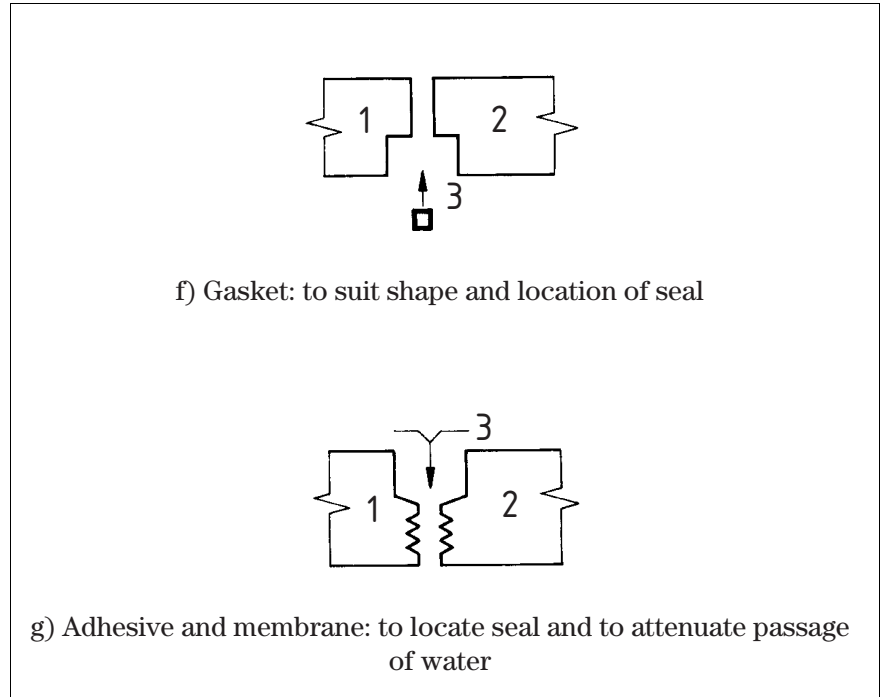 1 2
3
f) Gasket: to suit shape and location of seal
3
1 2
g) Adhesive and membrane: to locate seal and to attenuate passage
of water